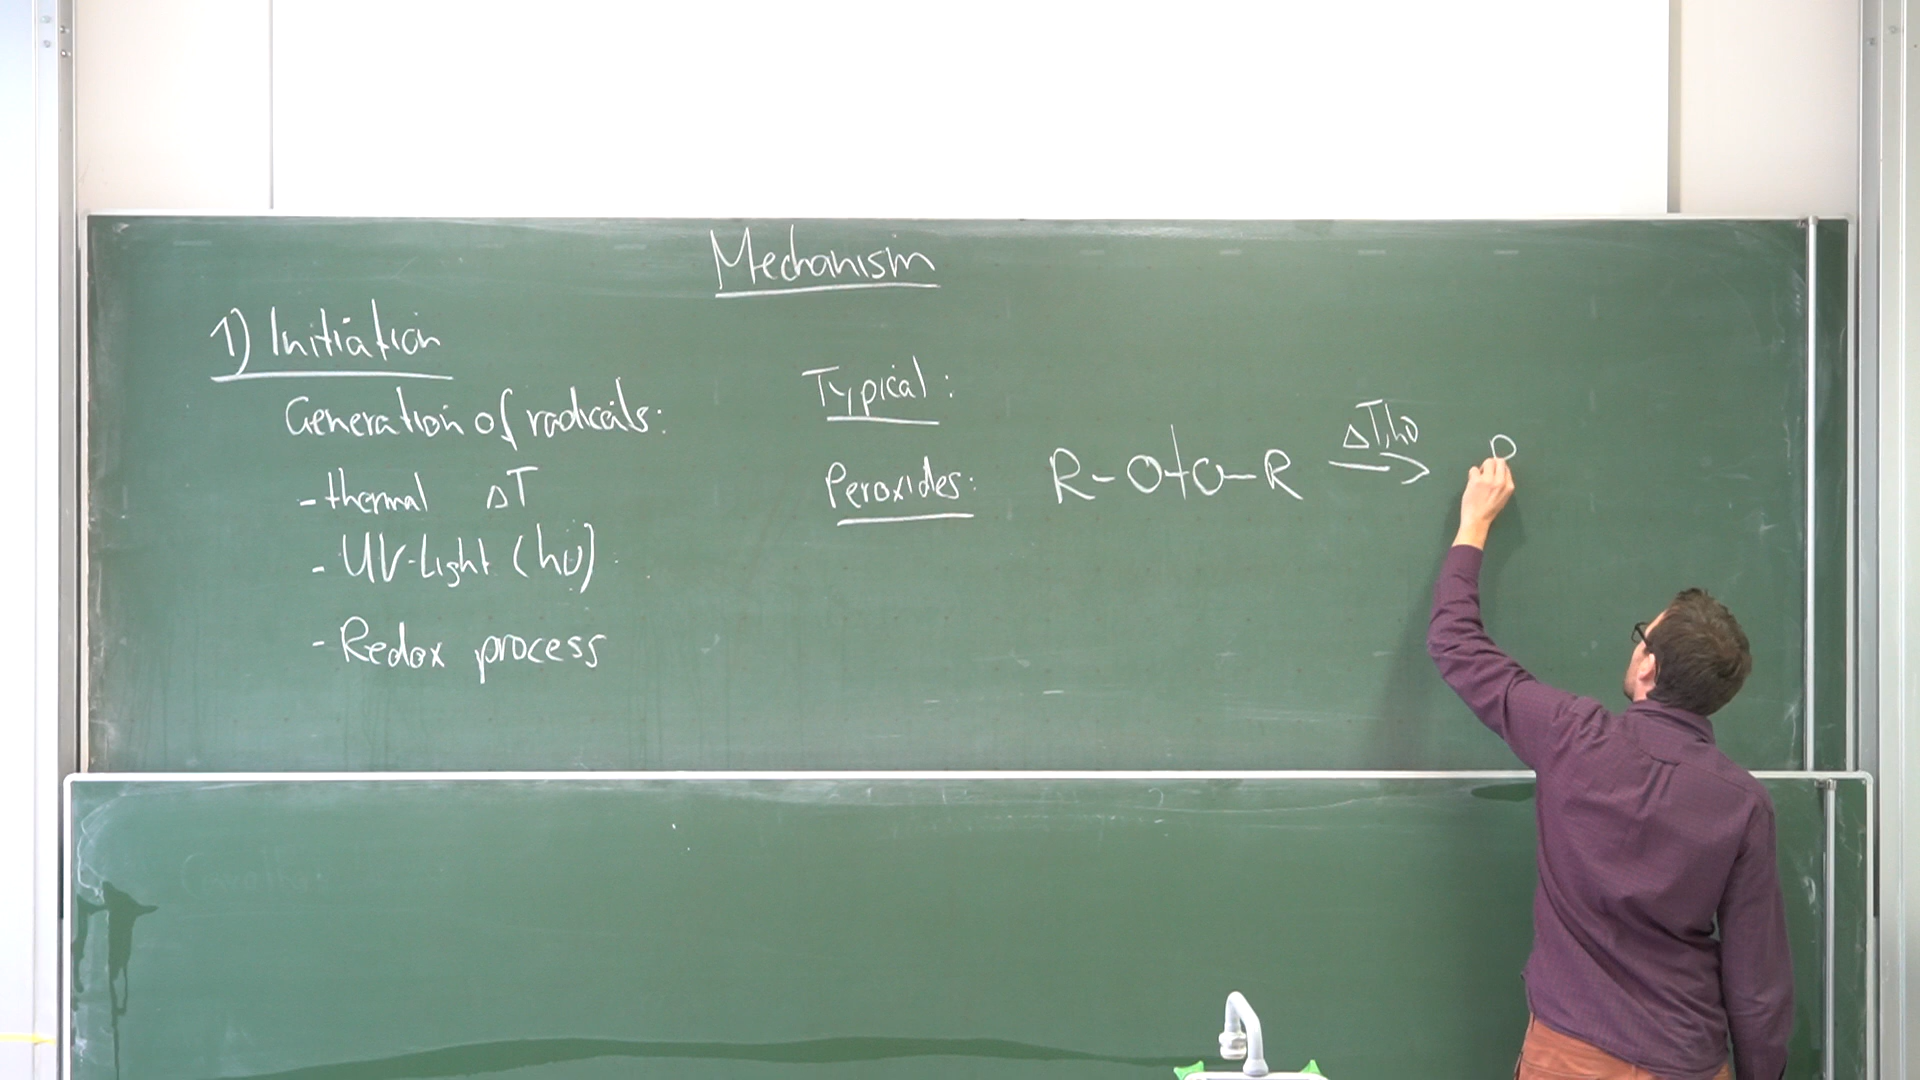 Mechanism
1) Initiation
Generation of radicals:
- thermal ΔT
- UV-Light (hν)
- Redox process
Typical:
Peroxides: R-O+O-R ΔT, hν
R